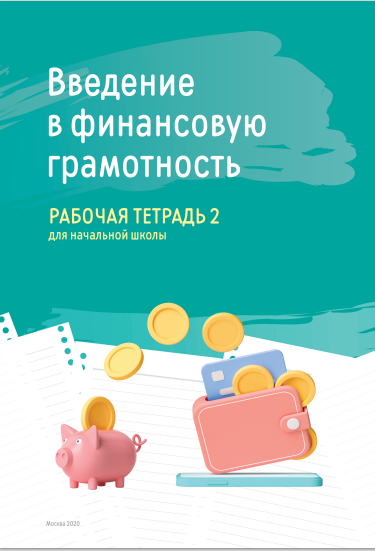 Введение
в финансовую
грамотность
РАБОЧАЯ ТЕТРАДЬ 2
для начальной школы
Москва 2020